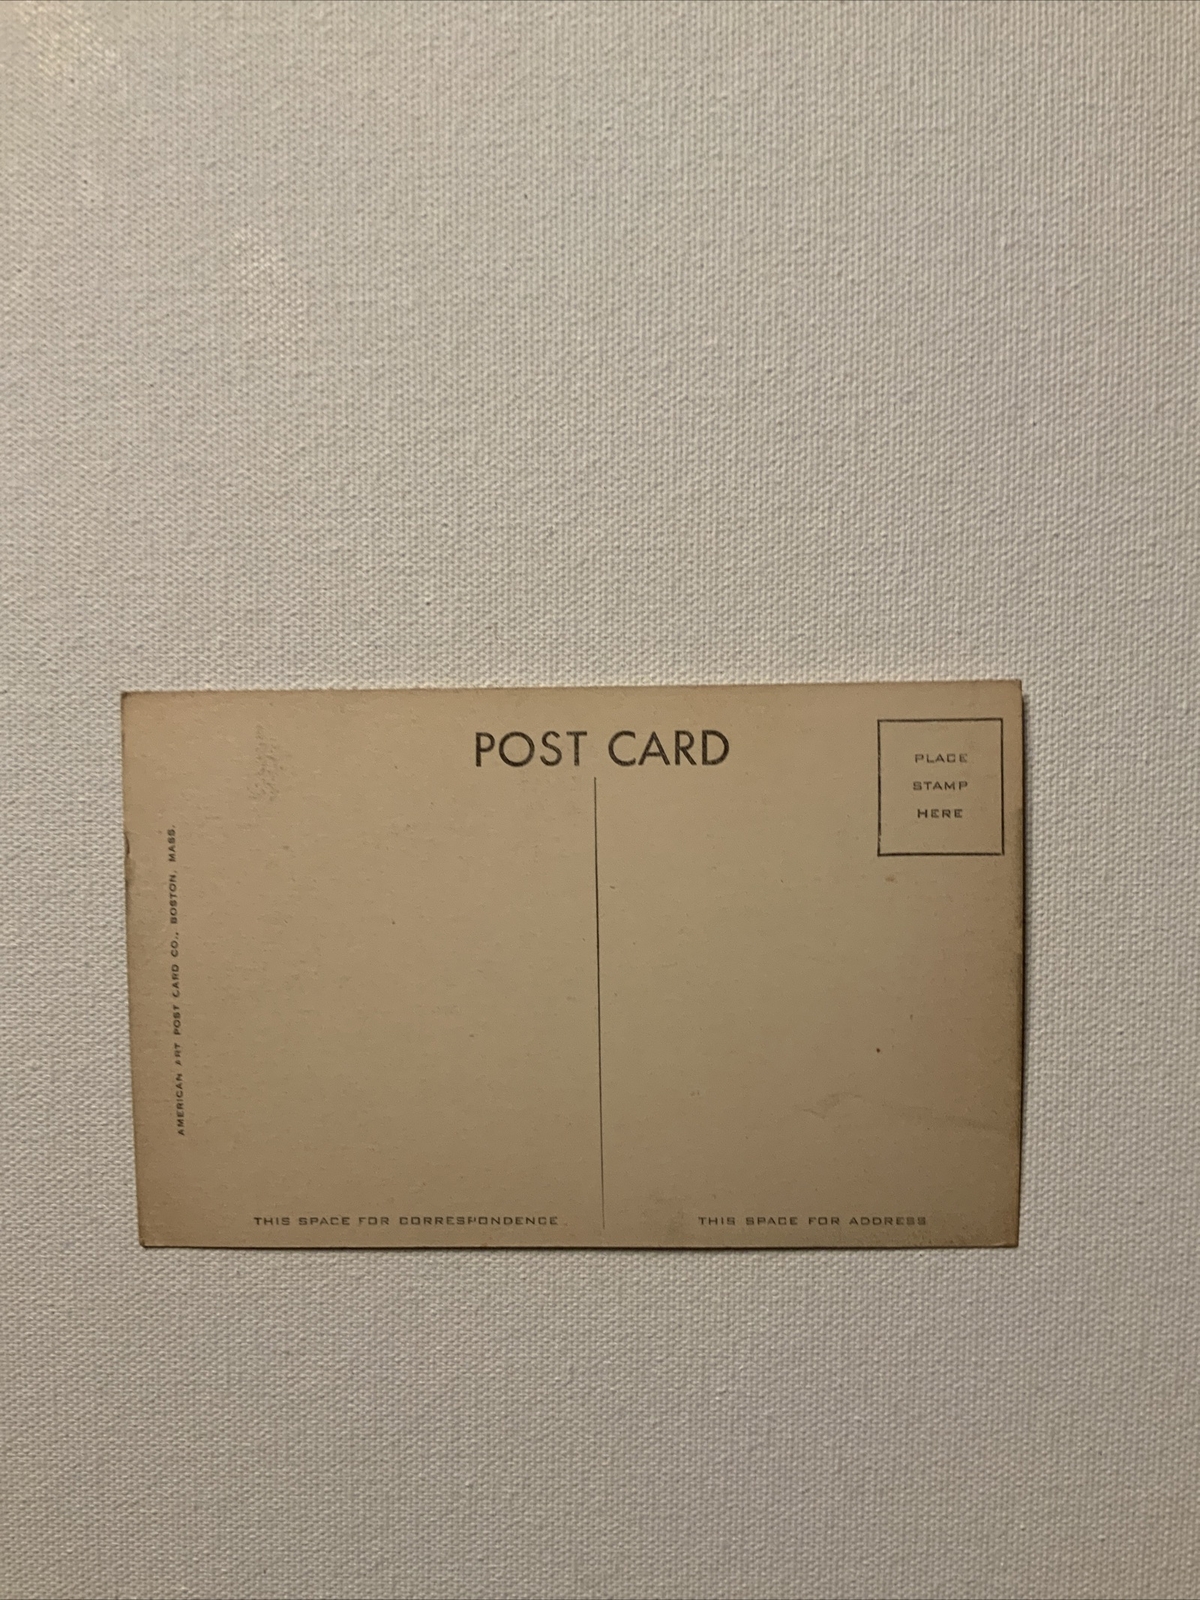 POST CARD
PLACE
STAMP
HERE
AMERICAN ART POST CARD CO., BOSTON, MASS.
THIS SPACE FOR CORRESPONDENCE
THIS SPACE FOR ADDRESS